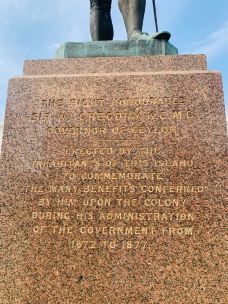 THE RIGHT HONOURABLE
SIR W. GREGORY K.C.M.G.
GOVERNOR OF CEYLON
ERECTED BY THE
INHABITANTS OF THIS ISLAND
TO COMMEMORATE
THE MANY BENEFITS CONFERRED
BY HIM UPON THE COLONY
DURING HIS ADMINISTRATION
OF THE GOVERNMENT FROM
1872 TO 1877.